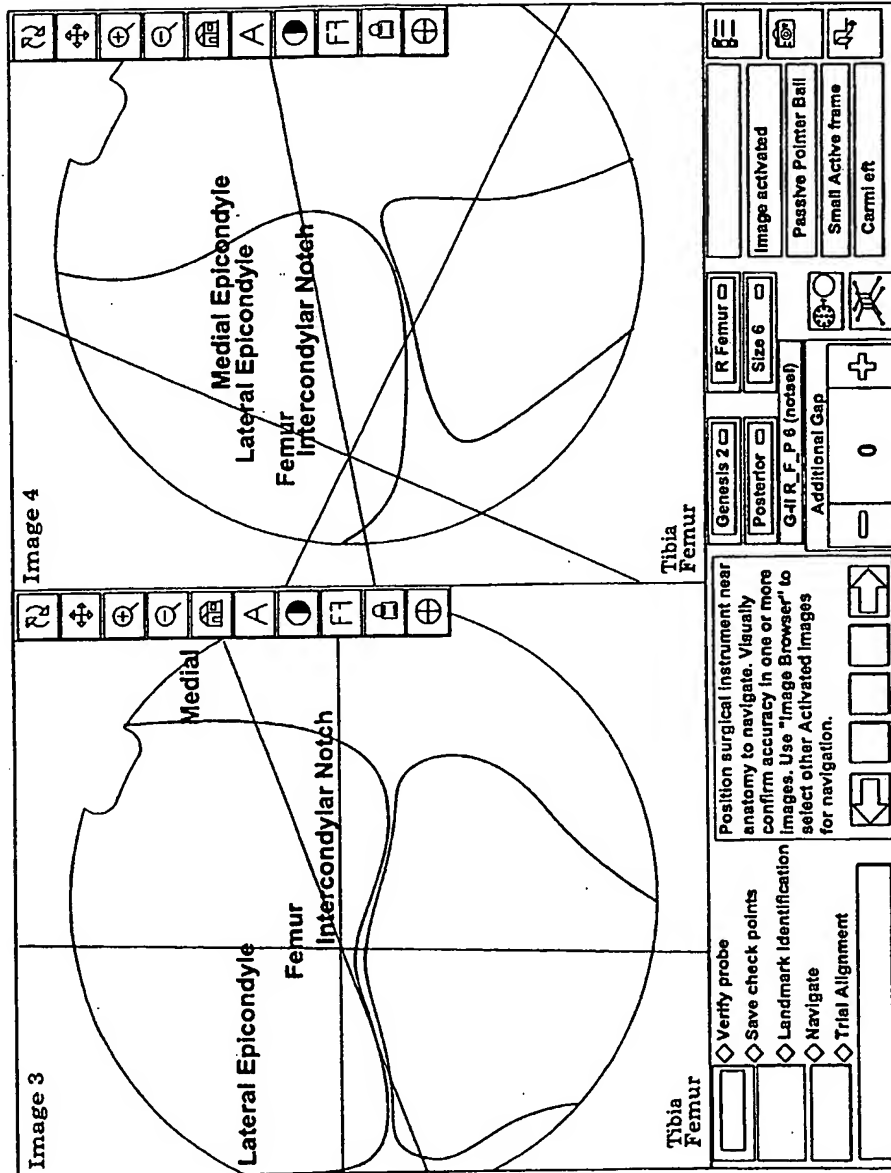 Image 3
A
Lateral Epicondyle
Medial
Femur
Intercondylar Notch
Tibia
Femur
Image 4
A
Medial Epicondyle
Lateral Epicondyle
Femur
Intercondylar Notch
Tibia
Femur
Verify probe
Save check points
Landmark Identification
Navigate
Trial Alignment
Position surgical instrument near
anatomy to navigate. Visually
confirm accuracy in one or more
images. Use "Image Browser" to
select other Activated Images
for navigation.
Genesis 2
R Femur
Posterior
Size 6
G-II R_F_P 6 (notsel)
Additional Gap
0
Image activated
Passive Pointer Ball
Small Active frame
Carmi eft